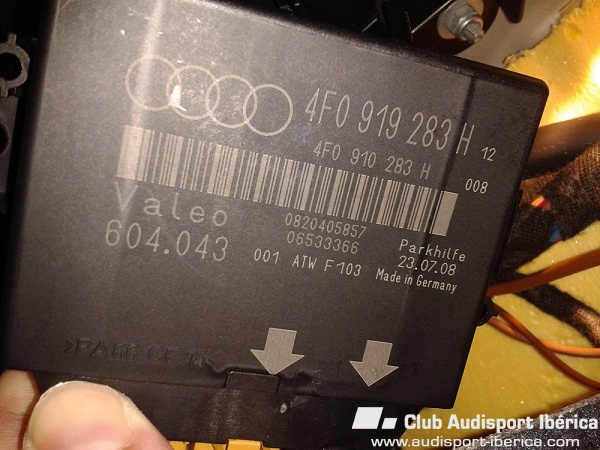 4F0 919 283 H 12
4F0 910 283 H
008
Valeo
0820405857
06533366
Parkhilfe
604.043
001 ATW F-103
23.07.08
Made in Germany
Club Audisport Ibérica
www.audisport-iberica.com